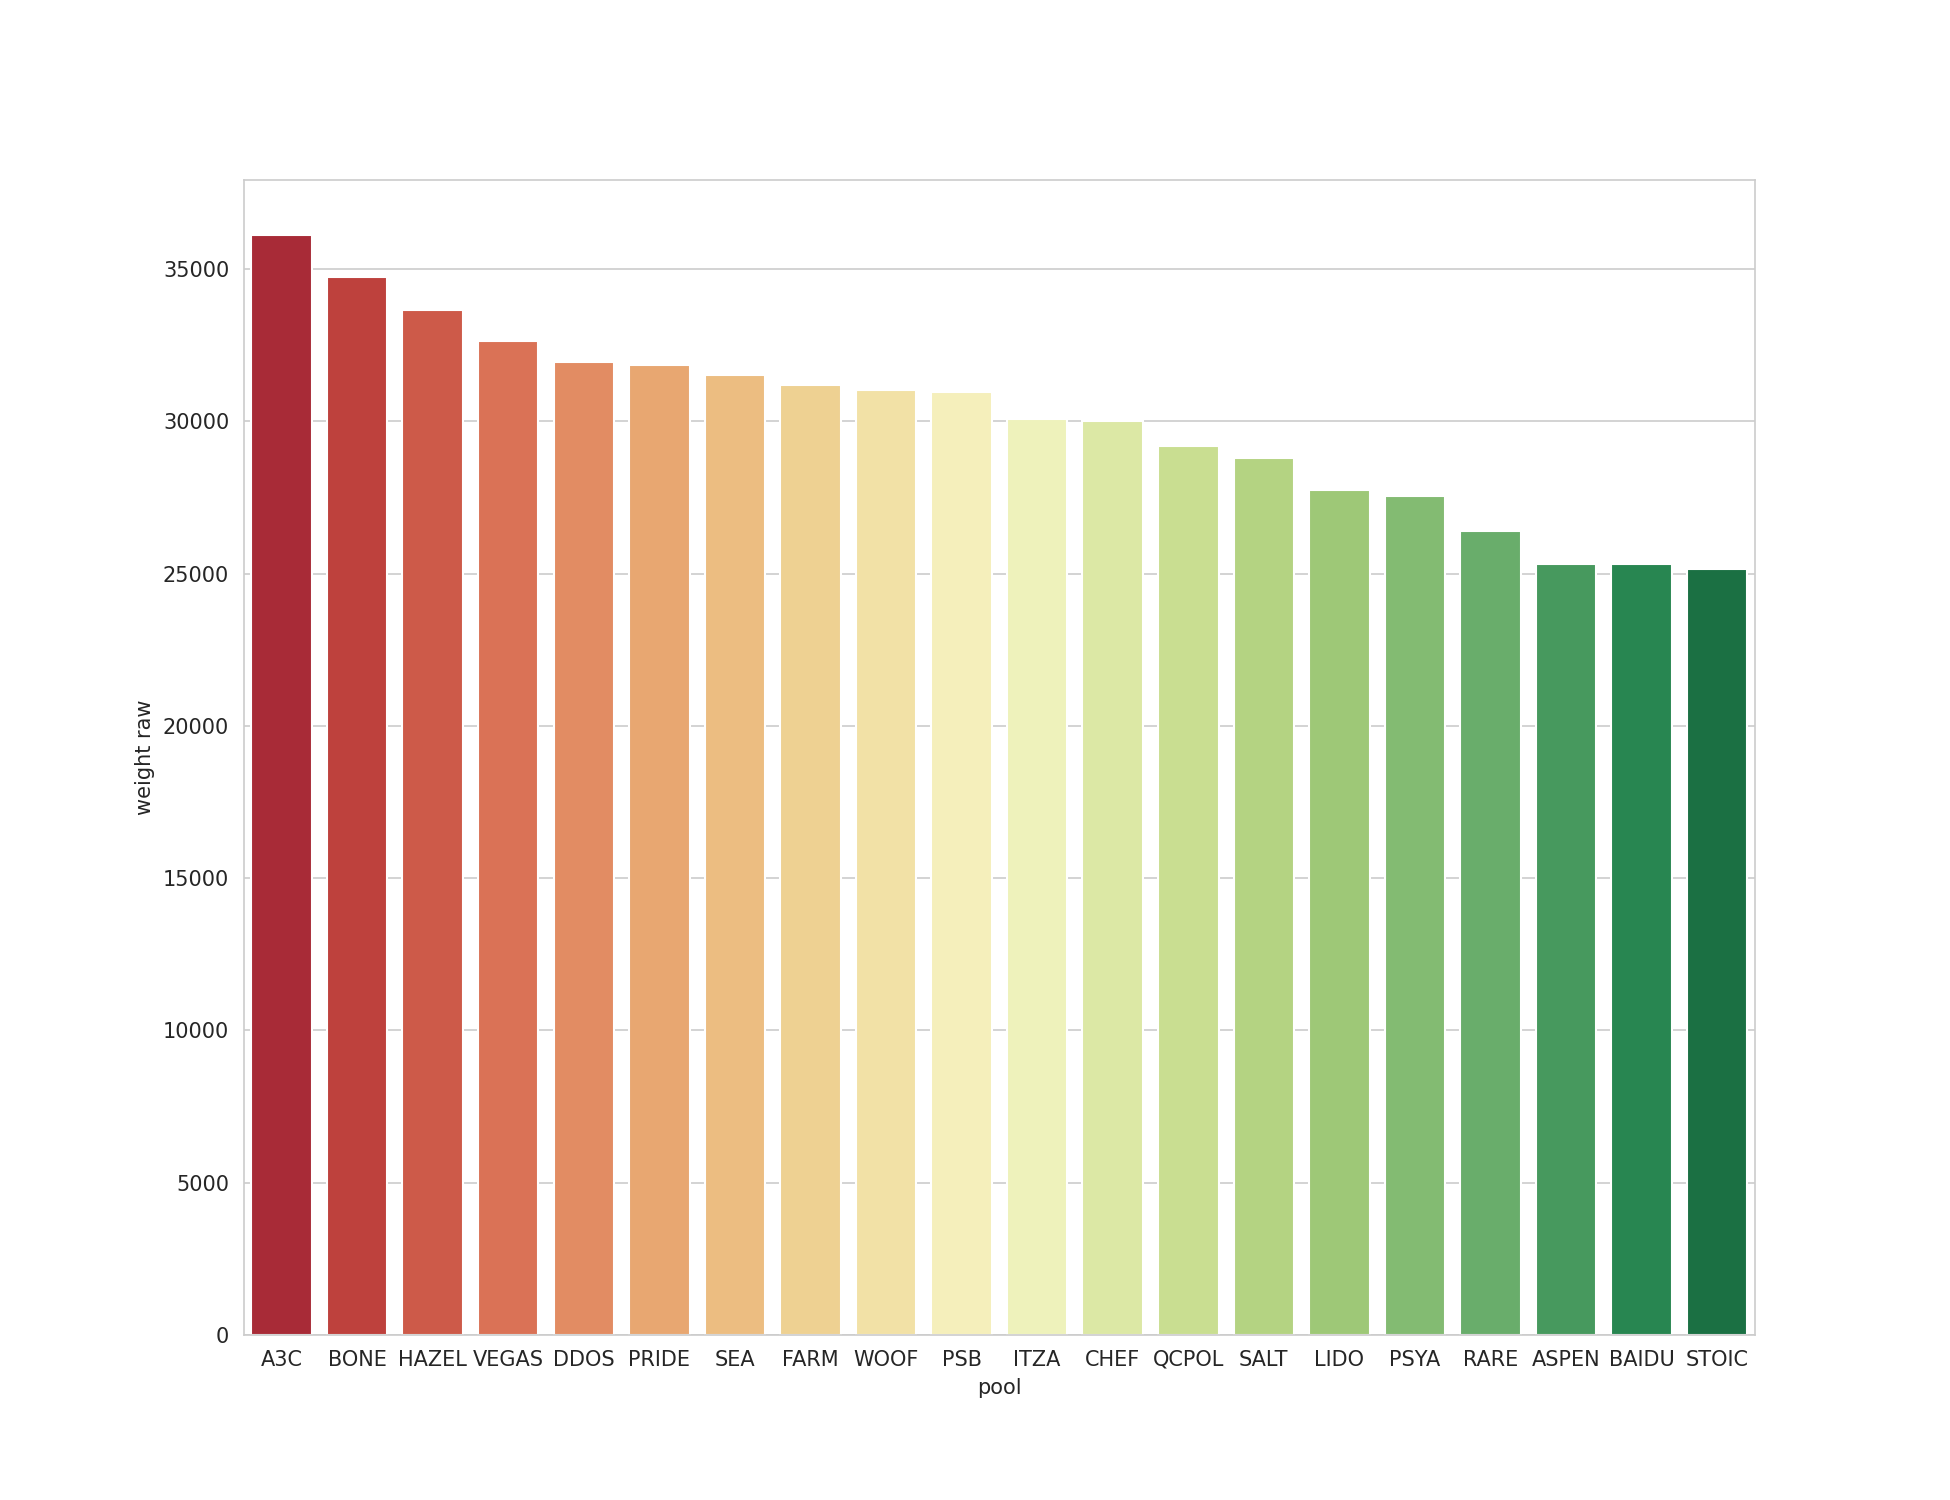 35000
30000
25000
20000
15000
10000
5000
0
weight raw
A3C BONE HAZEL VEGAS DDOS PRIDE SEA FARM WOOF PSB ITZA CHEF QCPOL SALT LIDO PSYA RARE ASPEN BAIDU STOIC
pool